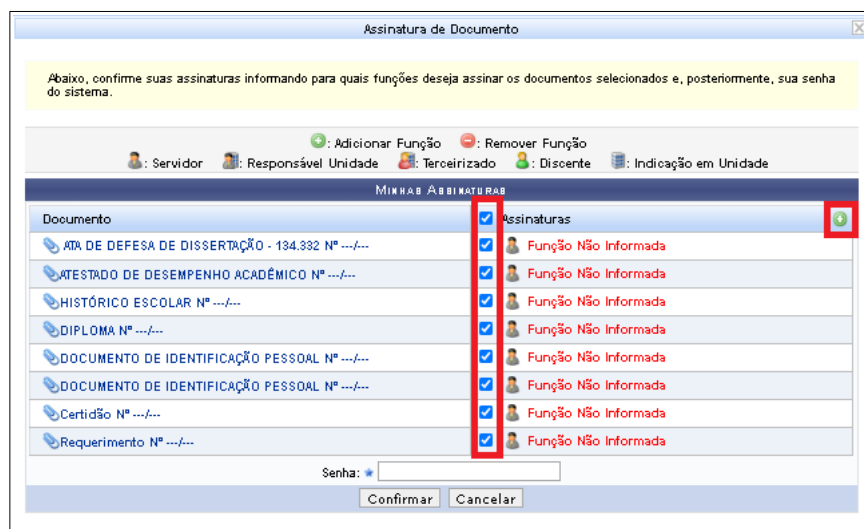 Assinatura de Documento
Abaixo, confirme suas assinaturas informando para quais funções deseja assinar os documentos selecionados e, posteriormente, sua senha
do sistema.
: Adicionar Função : Remover Função
: Servidor : Responsável Unidade : Terceirizado : Discente : Indicação em Unidade
MINHAS ASSINATURAS
Documento Assinaturas
ATA DE DEFESA DE DISSERTAÇÃO - 134.332 Nº ---/--- Função Não Informada
ATESTADO DE DESEMPENHO ACADÊMICO Nº ---/--- Função Não Informada
HISTÓRICO ESCOLAR Nº ---/--- Função Não Informada
DIPLOMA Nº ---/--- Função Não Informada
DOCUMENTO DE IDENTIFICAÇÃO PESSOAL Nº ---/--- Função Não Informada
DOCUMENTO DE IDENTIFICAÇÃO PESSOAL Nº ---/--- Função Não Informada
Certidão Nº ---/--- Função Não Informada
Requerimento Nº ---/--- Função Não Informada
Senha:
Confirmar Cancelar